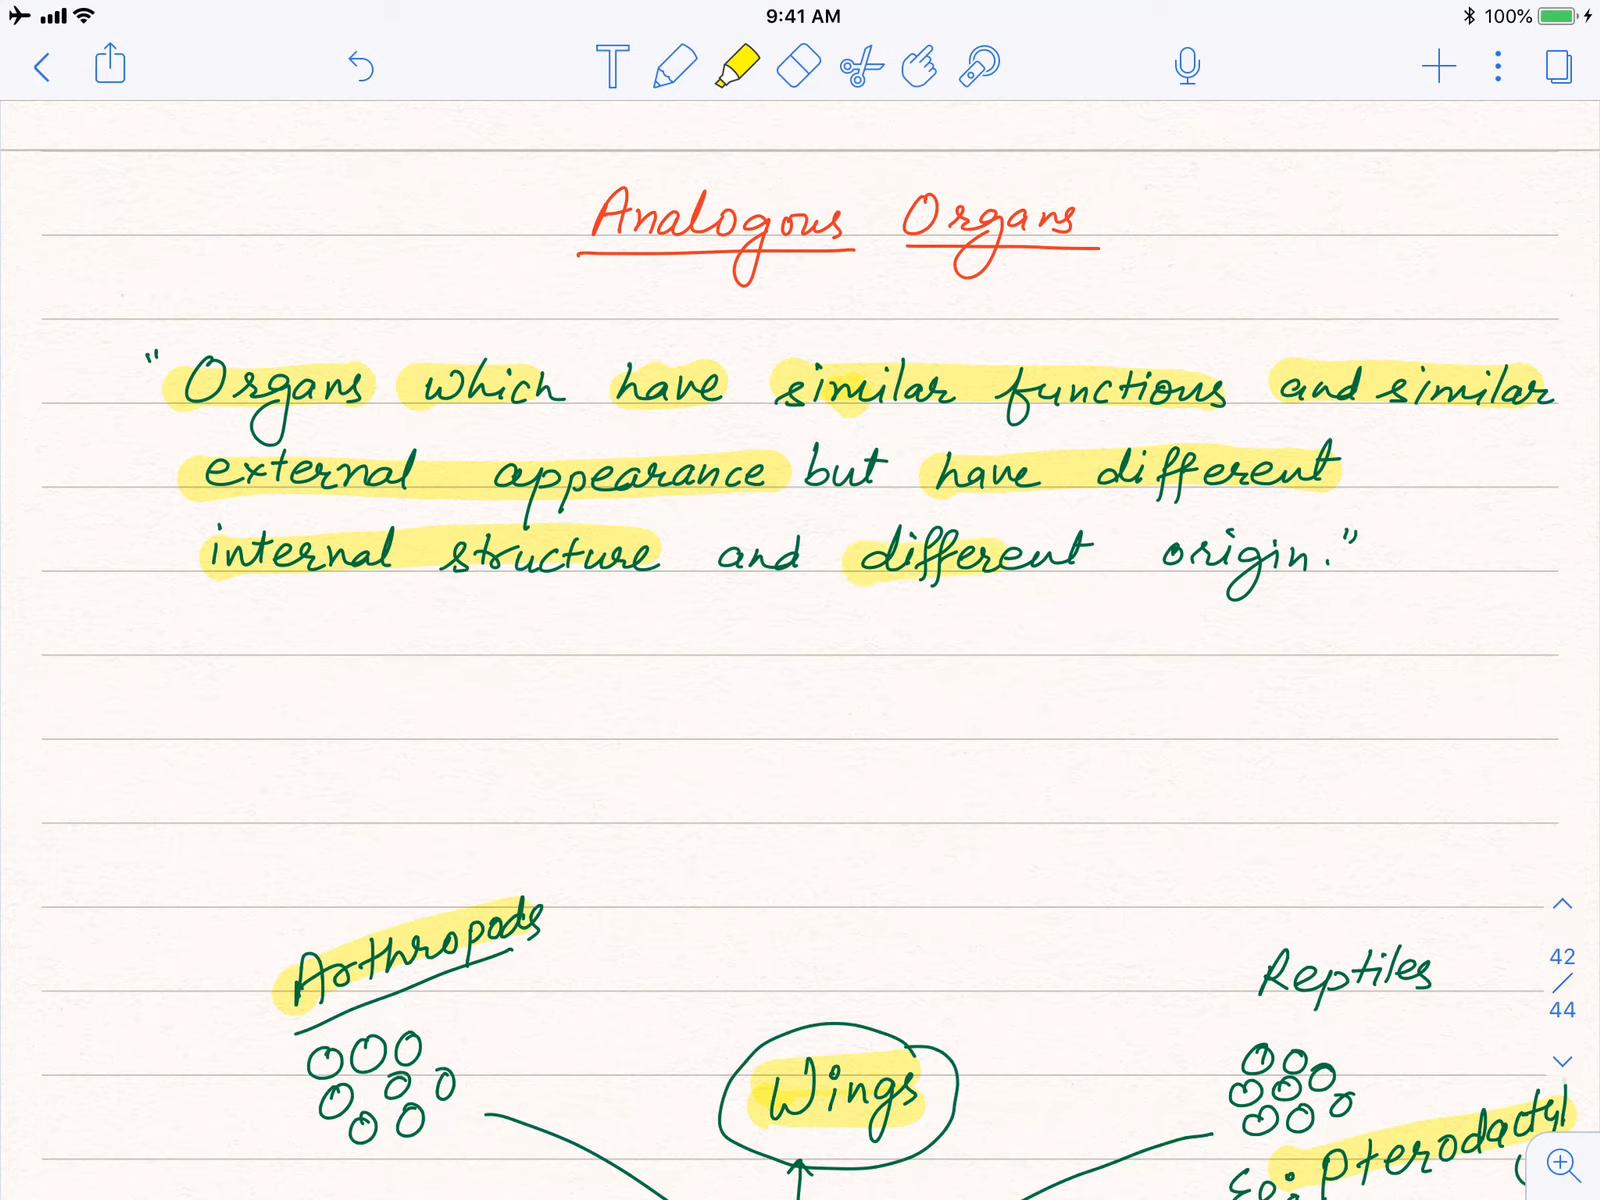 9:41 AM
100%
Analogous Organs
"Organs which have similar functions and similar
external appearance but have different
internal structure and different origin."
Arthropods
Reptiles
Wings
Eg: Pterodactyl
42
/
44